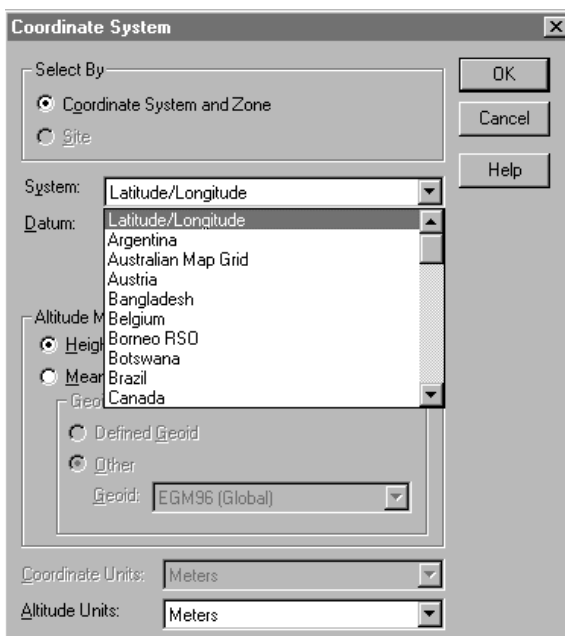 Coordinate System
Select By
Coordinate System and Zone
Site
OK
Cancel
Help
System: Latitude/Longitude
Datum:
Latitude/Longitude
Argentina
Australian Map Grid
Austria
Bangladesh
Belgium
Borneo RSO
Botswana
Brazil
Canada
Altitude M
Heigh
Mean
Geoi
Defined Geoid
Other
Geoid: EGM96 (Global)
Coordinate Units: Meters
Altitude Units: Meters